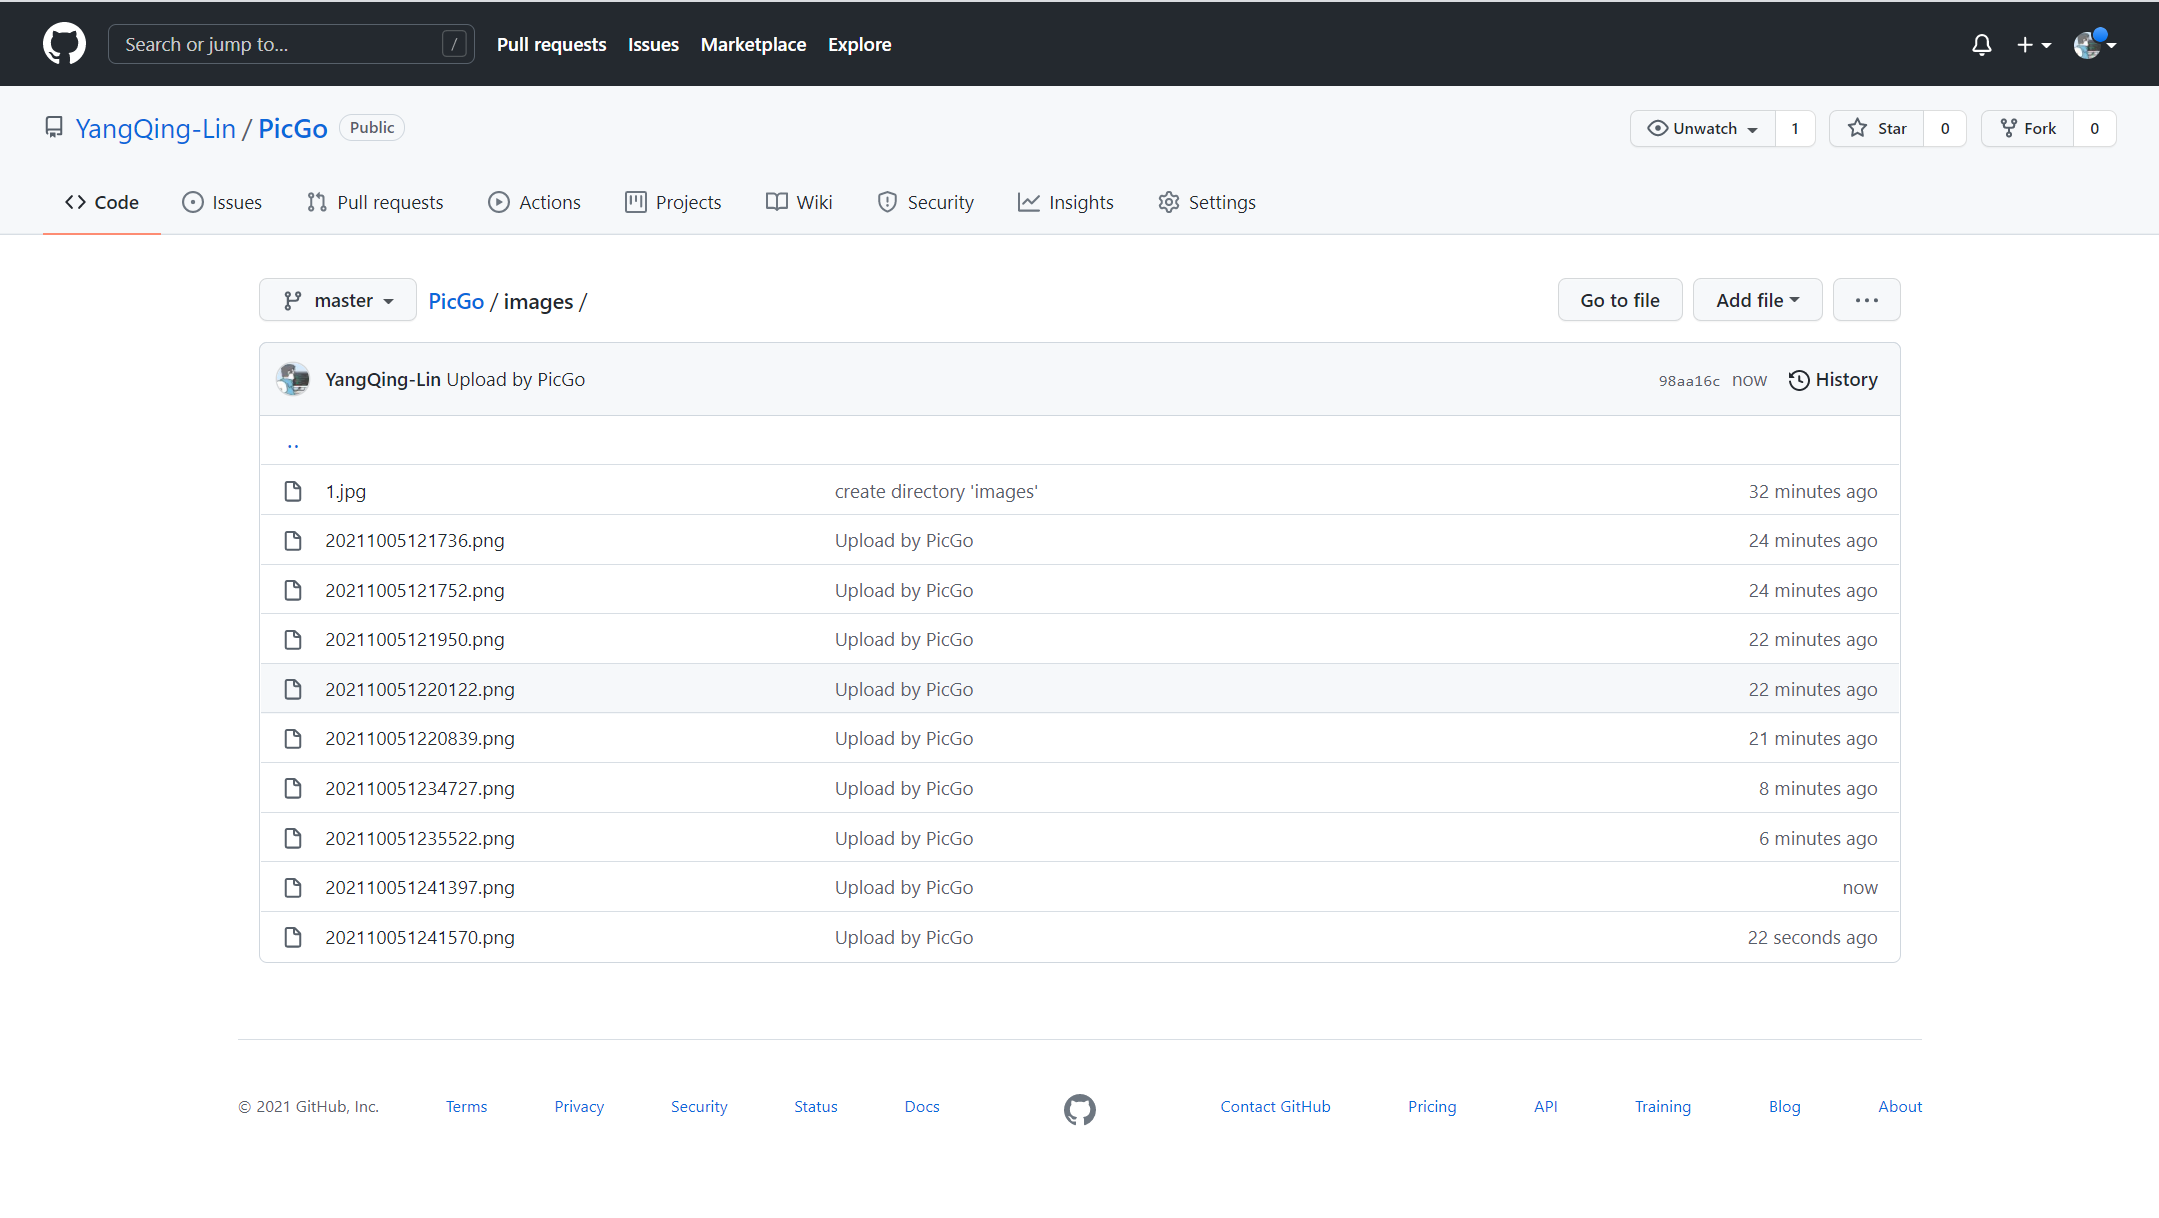 Search or jump to... /
Pull requests Issues Marketplace Explore
YangQing-Lin / PicGo Public
Unwatch 1 Star 0 Fork 0
Code Issues Pull requests Actions Projects Wiki Security Insights Settings
master PicGo / images / Go to file Add file ...
YangQing-Lin Upload by PicGo 98aa16c now History
..
1.jpg create directory 'images' 32 minutes ago
20211005121736.png Upload by PicGo 24 minutes ago
20211005121752.png Upload by PicGo 24 minutes ago
20211005121950.png Upload by PicGo 22 minutes ago
202110051220122.png Upload by PicGo 22 minutes ago
202110051220839.png Upload by PicGo 21 minutes ago
202110051234727.png Upload by PicGo 8 minutes ago
202110051235522.png Upload by PicGo 6 minutes ago
202110051241397.png Upload by PicGo now
202110051241570.png Upload by PicGo 22 seconds ago
© 2021 GitHub, Inc. Terms Privacy Security Status Docs Contact GitHub Pricing API Training Blog About